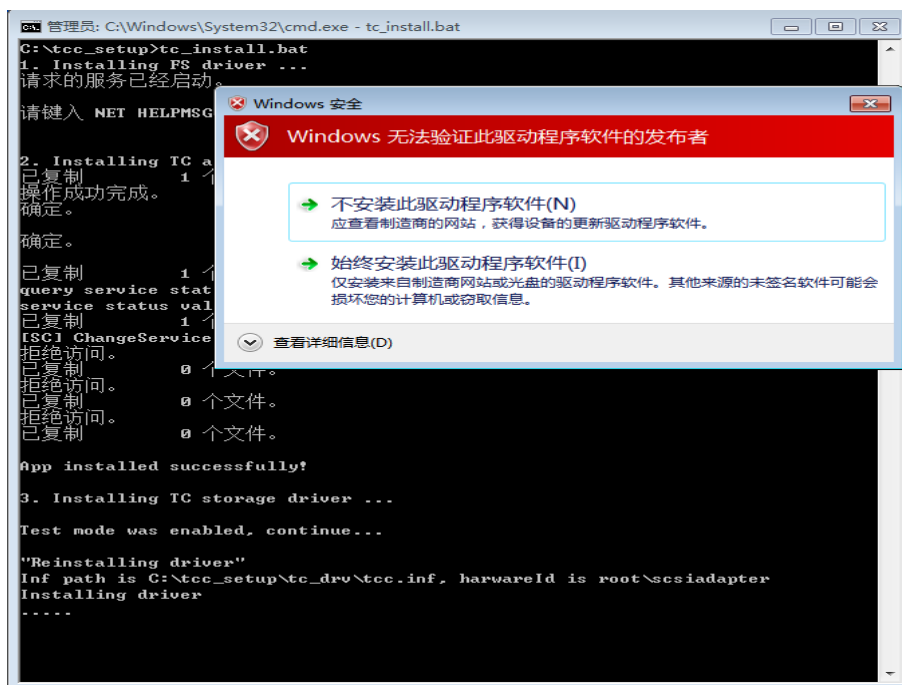 管理员: C:\Windows\System32\cmd.exe - tc_install.bat
C:\tcc_setup>tc_install.bat
1. Installing FS driver ...
请求的服务已经启动。
请键入 NET HELPMSG
2. Installing TC a
已复制 1 个
操作成功完成。
确定。
确定。
已复制 1 个
query service stat
service status val
已复制 1 个
[SC] ChangeService
拒绝访问。
已复制 0 个文件。
拒绝访问。
已复制 0 个文件。
拒绝访问。
已复制 0 个文件。
App installed successfully!
3. Installing TC storage driver ...
Test mode was enabled, continue...
"Reinstalling driver"
Inf path is C:\tcc_setup\tc_drv\tcc.inf, harwareId is root\scsiadapter
Installing driver
-----
Windows 安全
Windows 无法验证此驱动程序软件的发布者
不安装此驱动程序软件(N)
应查看制造商的网站，获得设备的更新驱动程序软件。
始终安装此驱动程序软件(I)
仅安装来自制造商网站或光盘的驱动程序软件。其他来源的未签名软件可能会
损坏您的计算机或窃取信息。
查看详细信息(D)